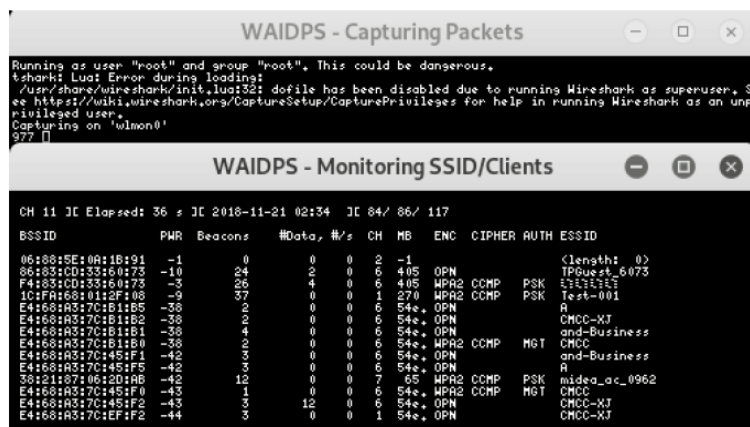 WAIDPS - Capturing Packets
Running as user "root" and group "root". This could be dangerous.
tshark: Lua: Error during loading:
/usr/share/wireshark/init.lua:32: dofile has been disabled due to running Wireshark as superuser. S
ee https://wiki.wireshark.org/CaptureSetup/CapturePrivileges for help in running Wireshark as an unp
rivileged user.
Capturing on 'wlmon0'
977
WAIDPS - Monitoring SSID/Clients
CH 11 ][ Elapsed: 36 s ][ 2018-11-21 02:34 ][ 84/ 86/ 117
BSSID PWR Beacons #Data, #/s CH MB ENC CIPHER AUTH ESSID
06:88:5E:0A:1B:91 -1 0 0 0 2 -1 <length: 0>
86:83:CD:33:60:73 -10 24 2 0 6 405 OPN TPGuest_6073
F4:83:CD:33:60:73 -3 26 4 0 6 405 WPA2 CCMP PSK
1C:FA:68:01:2F:08 -9 37 0 0 1 270 WPA2 CCMP PSK Test-001
E4:68:A3:7C:B1:B5 -38 2 0 0 6 54e. OPN A
E4:68:A3:7C:B1:B2 -38 2 0 0 6 54e. OPN CMCC-XJ
E4:68:A3:7C:B1:B1 -38 4 0 0 6 54e. OPN and-Business
E4:68:A3:7C:B1:B0 -38 2 0 0 6 54e. WPA2 CCMP MGT CMCC
E4:68:A3:7C:45:F1 -42 3 0 0 6 54e. OPN and-Business
E4:68:A3:7C:45:F5 -42 3 0 0 6 54e. OPN A
38:21:87:06:2D:AB -42 12 0 0 7 65 WPA2 CCMP PSK midea_ac_0962
E4:68:A3:7C:45:F0 -43 1 0 0 6 54e. WPA2 CCMP MGT CMCC
E4:68:A3:7C:45:F2 -43 3 12 0 6 54e. OPN CMCC-XJ
E4:68:A3:7C:EF:F2 -44 3 0 0 1 54e. OPN CMCC-XJ